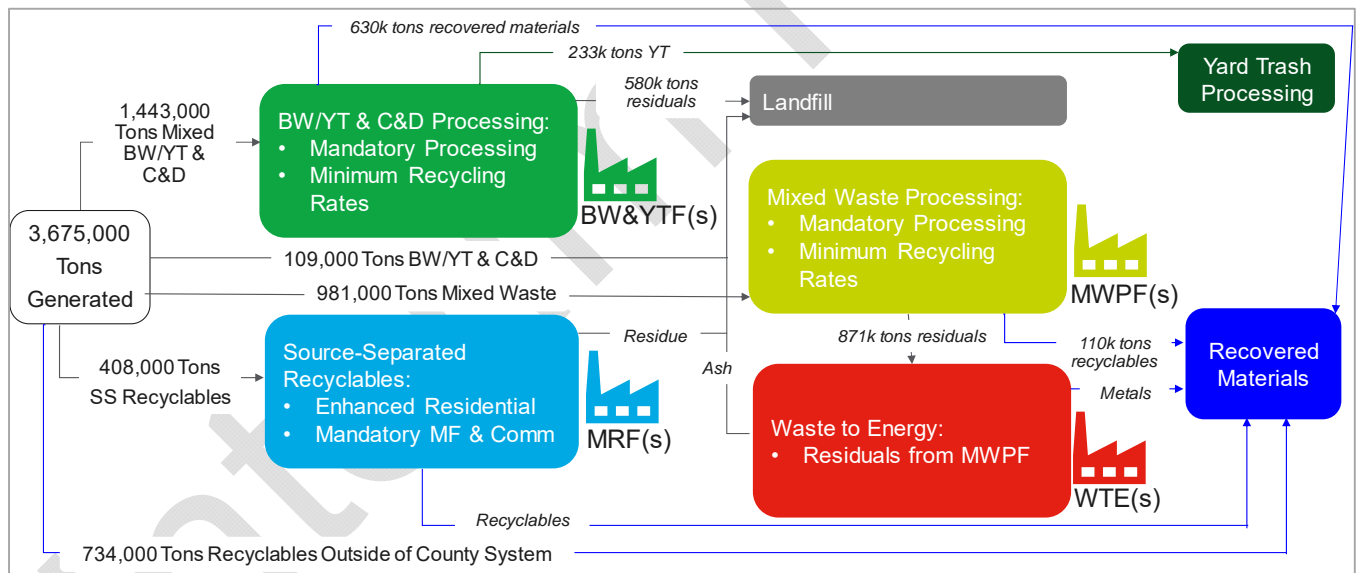 630k tons recovered materials
233k tons YT
Yard Trash
Processing
580k tons
residuals
Landfill
1,443,000
Tons Mixed
BW/YT &
C&D
BW/YT & C&D Processing:
• Mandatory Processing
• Minimum Recycling
Rates
BW&YTF(s)
Mixed Waste Processing:
• Mandatory Processing
• Minimum Recycling
Rates
MWPF(s)
3,675,000
Tons
Generated
109,000 Tons BW/YT & C&D
981,000 Tons Mixed Waste
408,000 Tons
SS Recyclables
Source-Separated
Recyclables:
• Enhanced Residential
• Mandatory MF & Comm
MRF(s)
Residue
Ash
871k tons residuals
110k tons
recyclables
Metals
Recovered
Materials
Waste to Energy:
• Residuals from MWPF
WTE(s)
Recyclables
734,000 Tons Recyclables Outside of County System